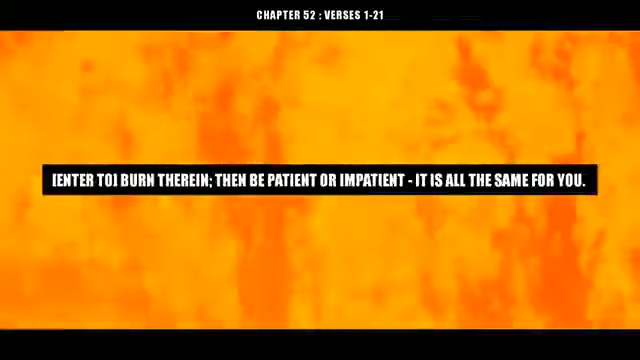 CHAPTER 52 : VERSES 1-21
[ENTER TO] BURN THEREIN; THEN BE PATIENT OR IMPATIENT - IT IS ALL THE SAME FOR YOU.